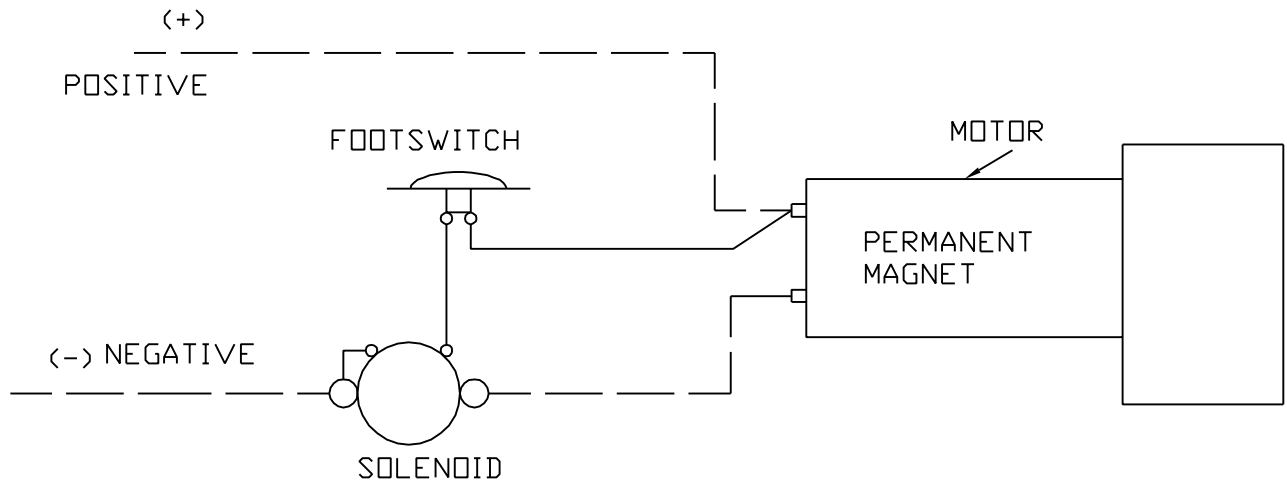 (+)
POSITIVE
FOOTSWITCH
MOTOR
PERMANENT
MAGNET
(-) NEGATIVE
SOLENOID